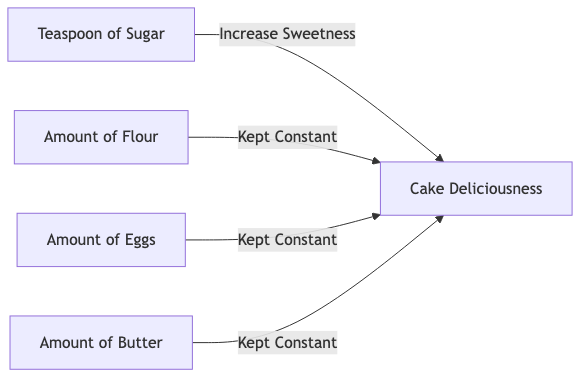 Teaspoon of Sugar
Increase Sweetness
Amount of Flour
Kept Constant
Cake Deliciousness
Amount of Eggs
Kept Constant
Amount of Butter
Kept Constant